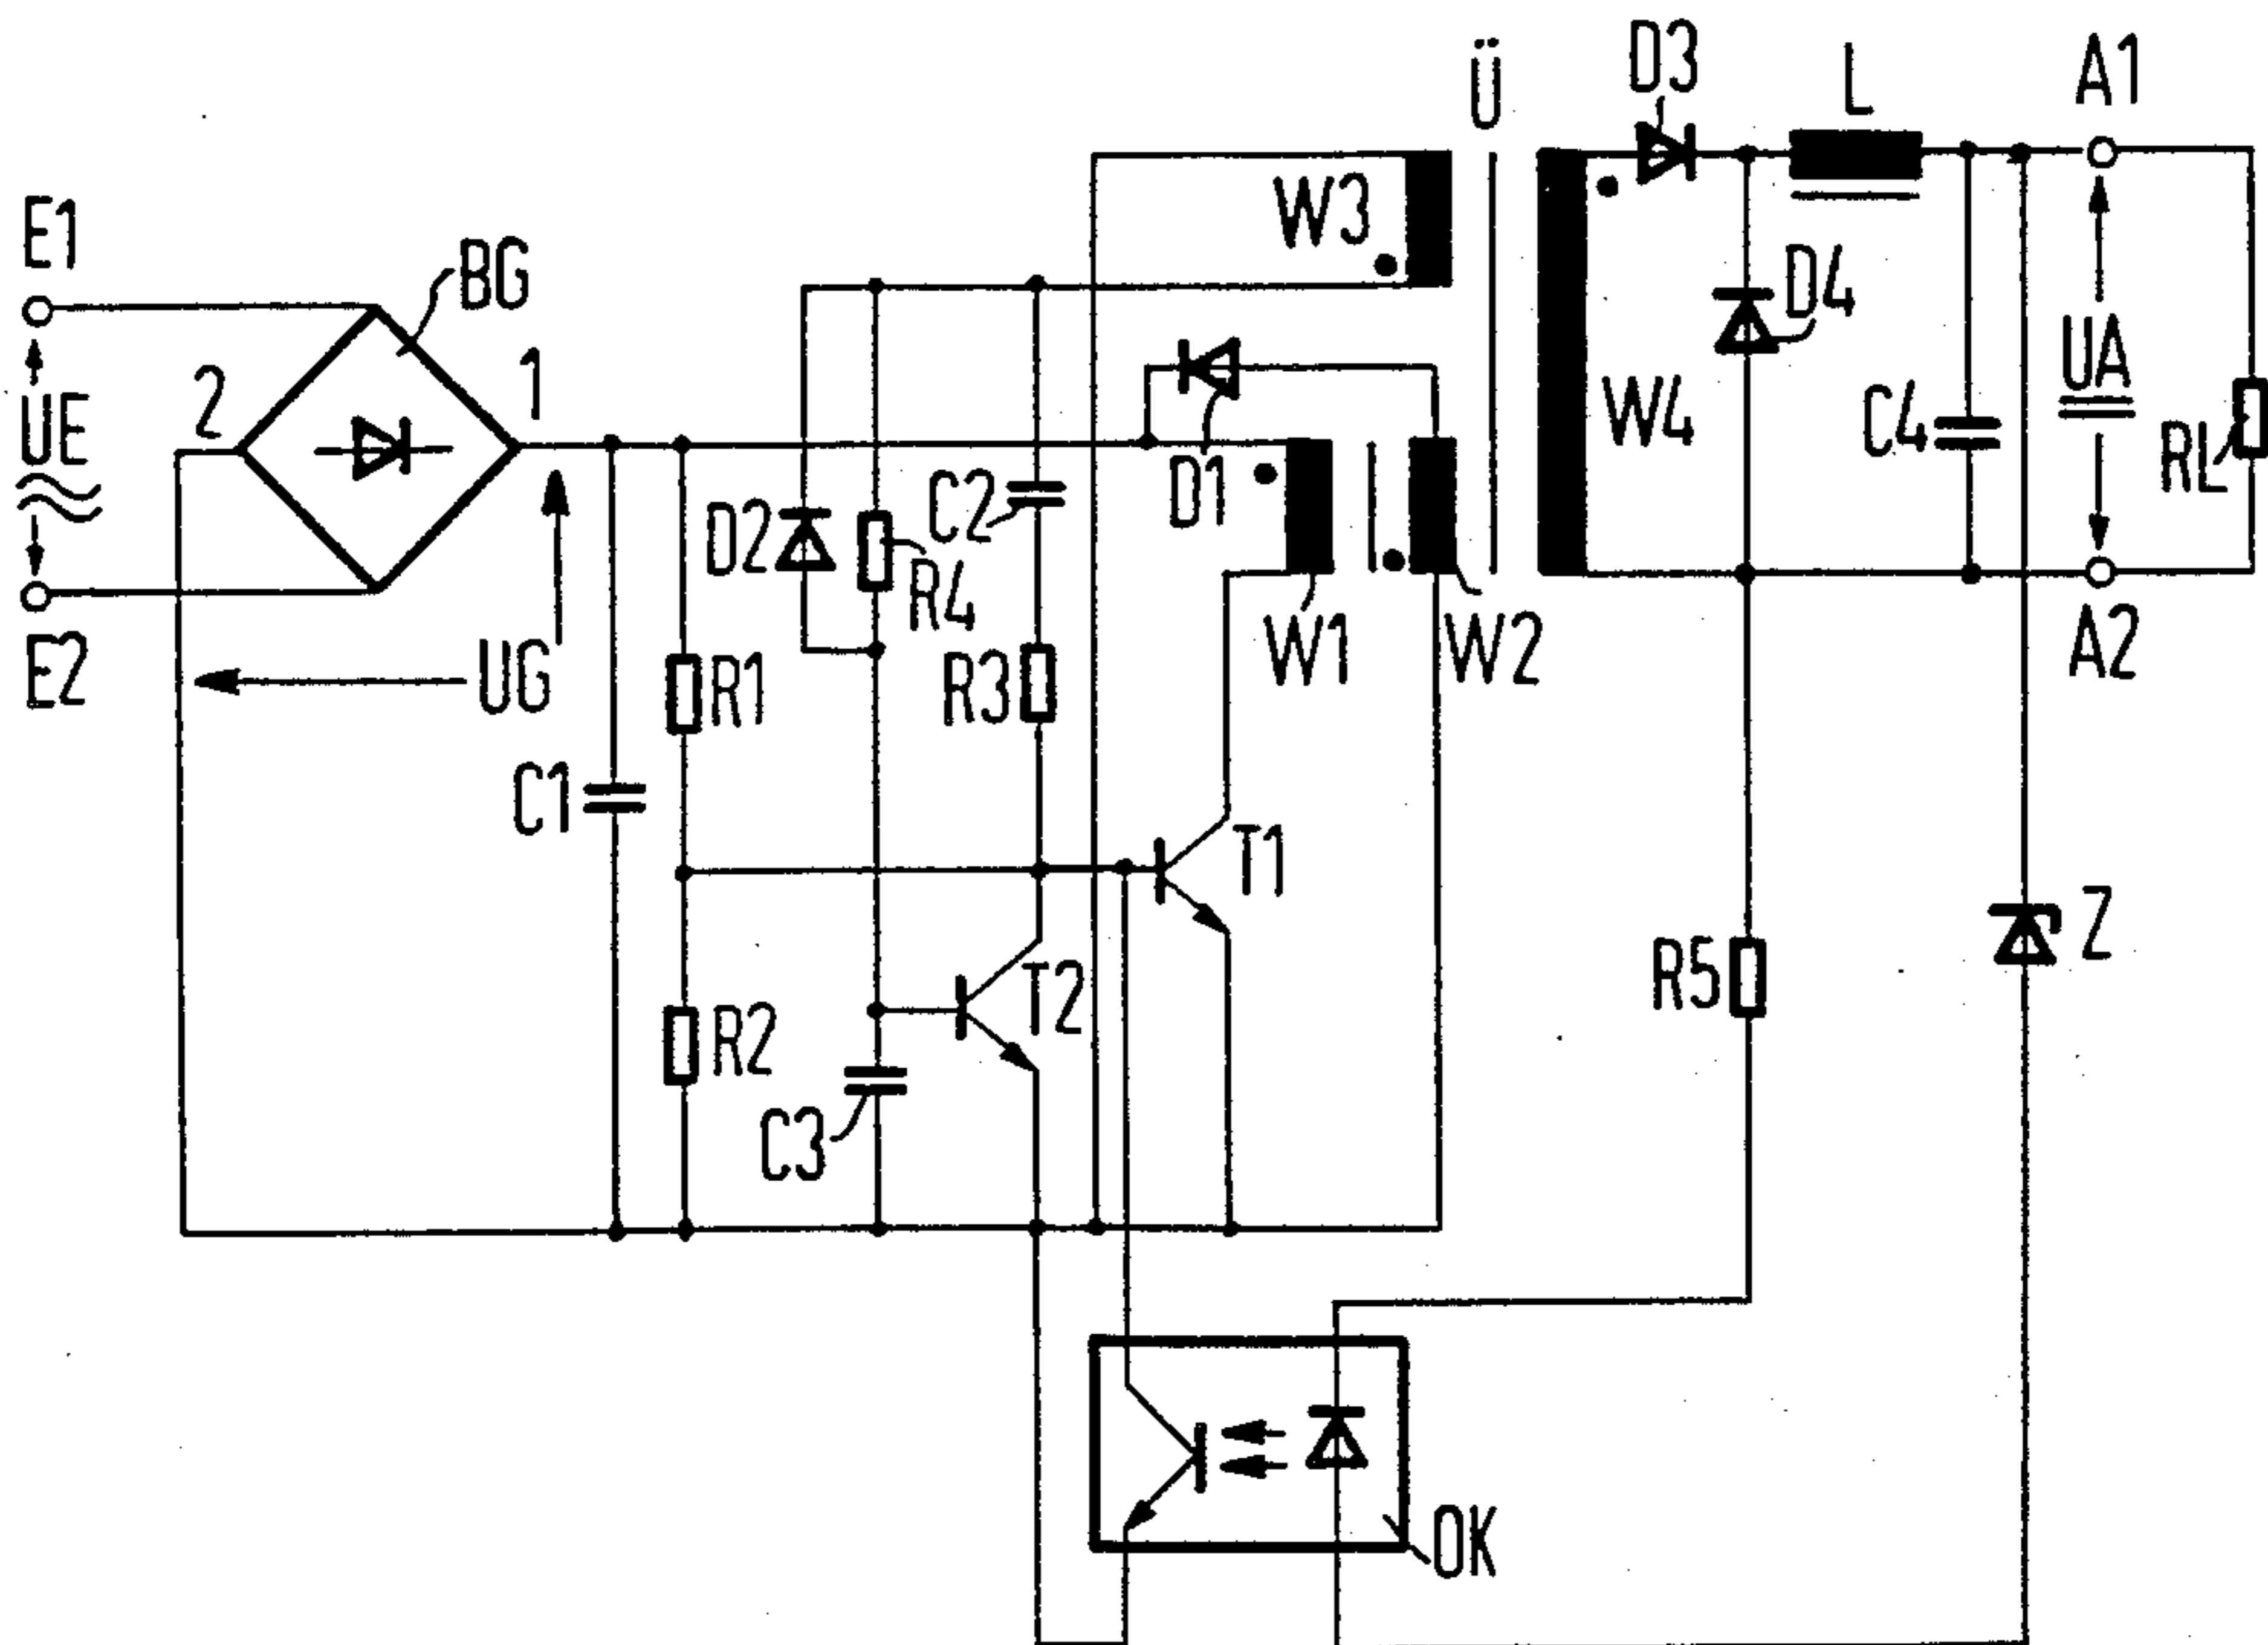 Ü
D3
L
A1
W3
E1
BG
D4
2
1
UE
UA
W4
C4
RL
D1
C2
D2
R4
E2
UG
R1
R3
W1
W2
A2
C1
T1
Z
T2
R5
R2
C3
OK